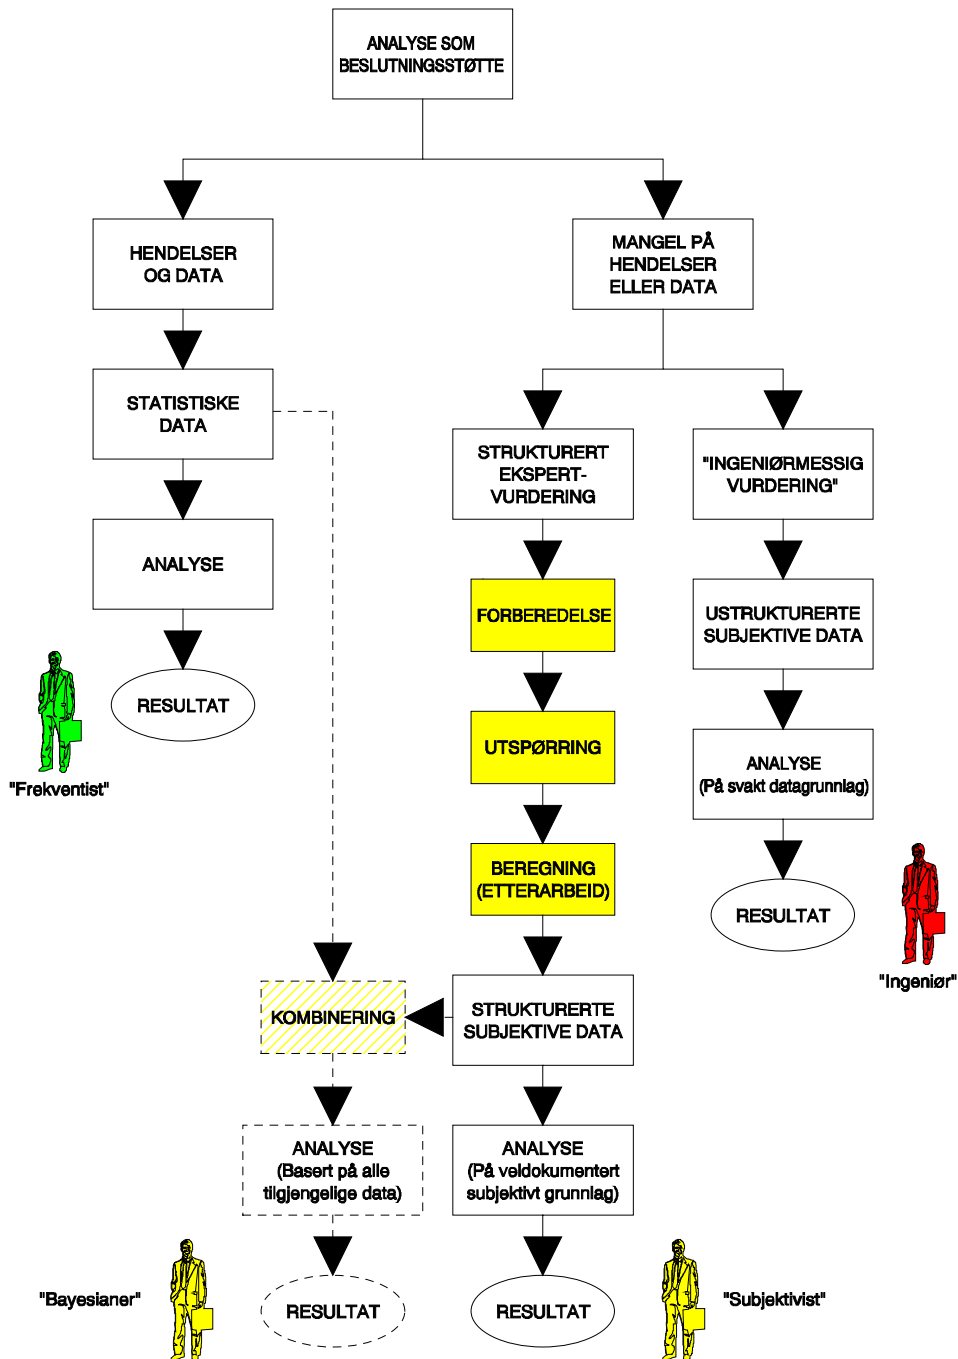 ANALYSE SOM
BESLUTNINGSSTØTTE
HENDELSER
OG DATA
MANGEL PÅ
HENDELSER
ELLER DATA
STATISTISKE
DATA
STRUKTURERT
EKSPERT-
VURDERING
"INGENIØRMESSIG
VURDERING"
ANALYSE
FORBEREDELSE
USTRUKTURERTE
SUBJEKTIVE DATA
RESULTAT
"Frekventist"
UTSPØRRING
ANALYSE
(På svakt datagrunnlag)
BEREGNING
(ETTERARBEID)
RESULTAT
"Ingeniør"
KOMBINERING
STRUKTURERTE
SUBJEKTIVE DATA
ANALYSE
(Basert på alle
tilgjengelige data)
ANALYSE
(På veldokumentert
subjektivt grunnlag)
"Bayesianer"
RESULTAT
RESULTAT
"Subjektivist"